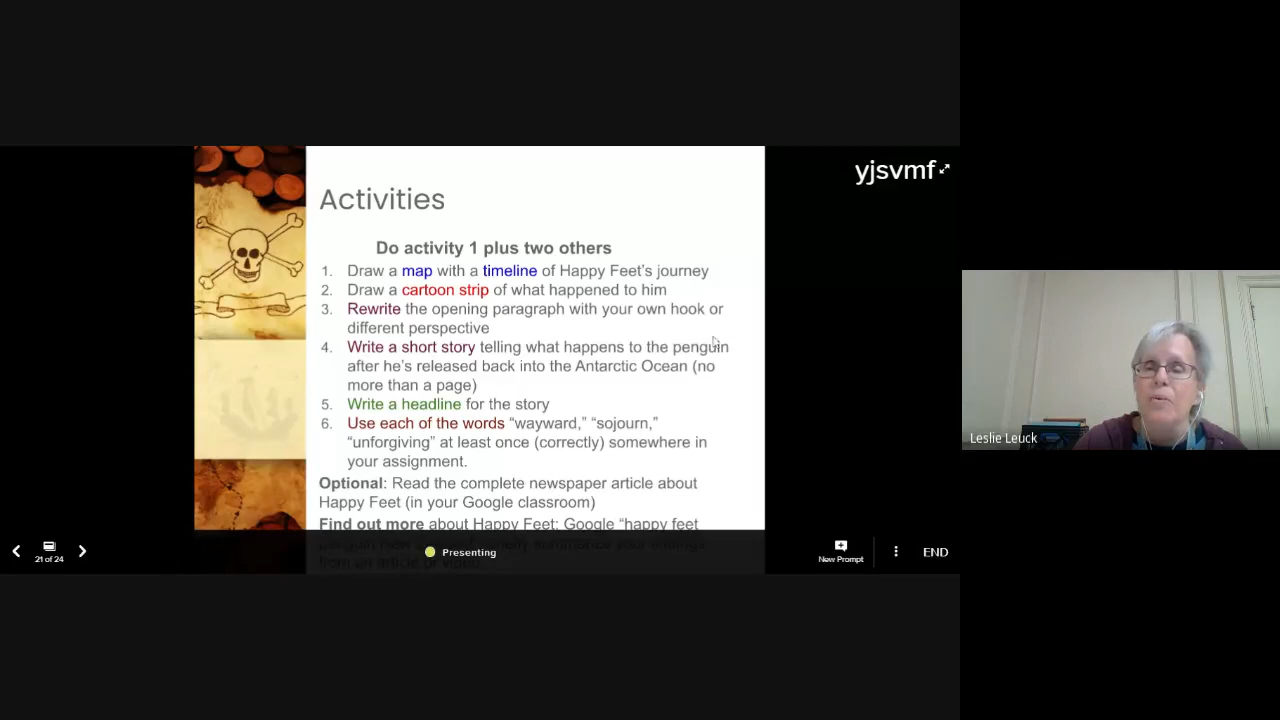 yjsvmf
Activities
Do activity 1 plus two others
1. Draw a map with a timeline of Happy Feet's journey
2. Draw a cartoon strip of what happened to him
3. Rewrite the opening paragraph with your own hook or
different perspective
4. Write a short story telling what happens to the penguin
after he's released back into the Antarctic Ocean (no
more than a page)
5. Write a headline for the story
6. Use each of the words “wayward,” “sojourn,”
“unforgiving” at least once (correctly) somewhere in
your assignment.
Optional: Read the complete newspaper article about
Happy Feet (in your Google classroom)
Find out more about Happy Feet: Google “happy feet
from an article or video.
Leslie Leuck
21 of 24
Presenting
New Prompt
END